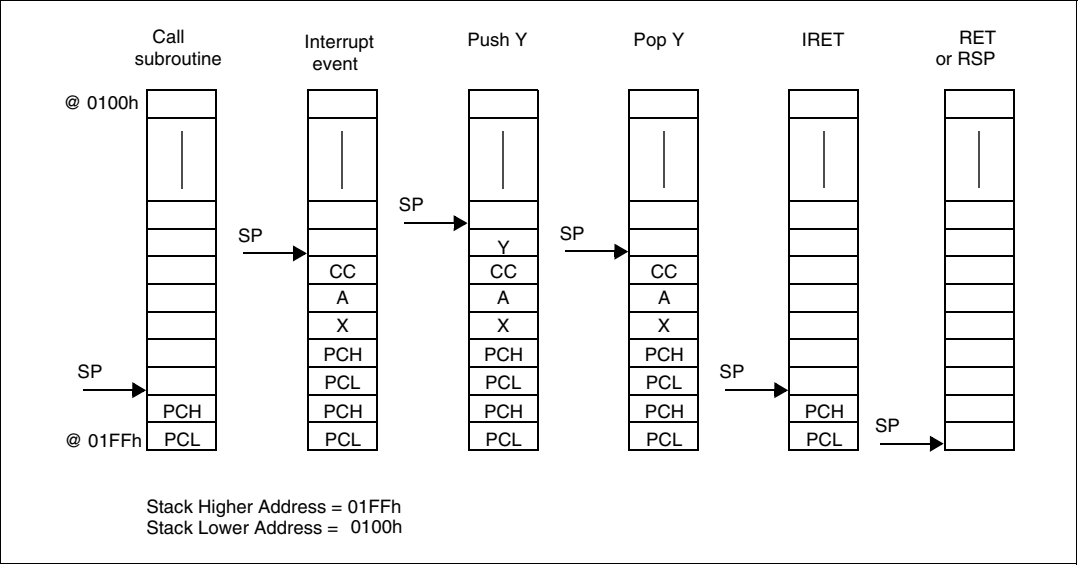 Call subroutine
Interrupt event
Push Y
Pop Y
IRET
RET or RSP
@ 0100h
SP
SP
SP
Y
CC
CC
CC
A
A
A
X
X
X
PCH
PCH
PCH
SP
SP
PCL
PCL
PCL
PCH
PCH
PCH
PCH
PCH
SP
@ 01FFh
PCL
PCL
PCL
PCL
PCL
Stack Higher Address = 01FFh
Stack Lower Address = 0100h